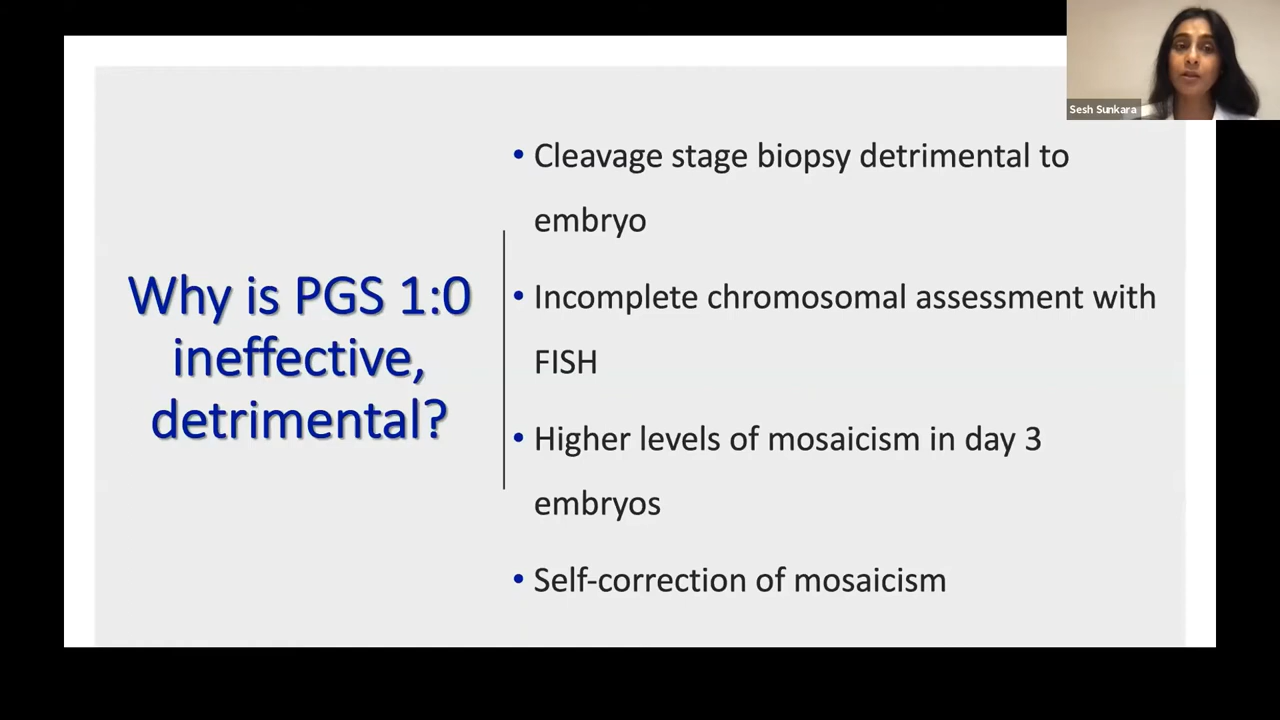 Sesh Sunkara
Why is PGS 1:0
ineffective,
detrimental?
• Cleavage stage biopsy detrimental to
embryo
• Incomplete chromosomal assessment with
FISH
• Higher levels of mosaicism in day 3
embryos
• Self-correction of mosaicism